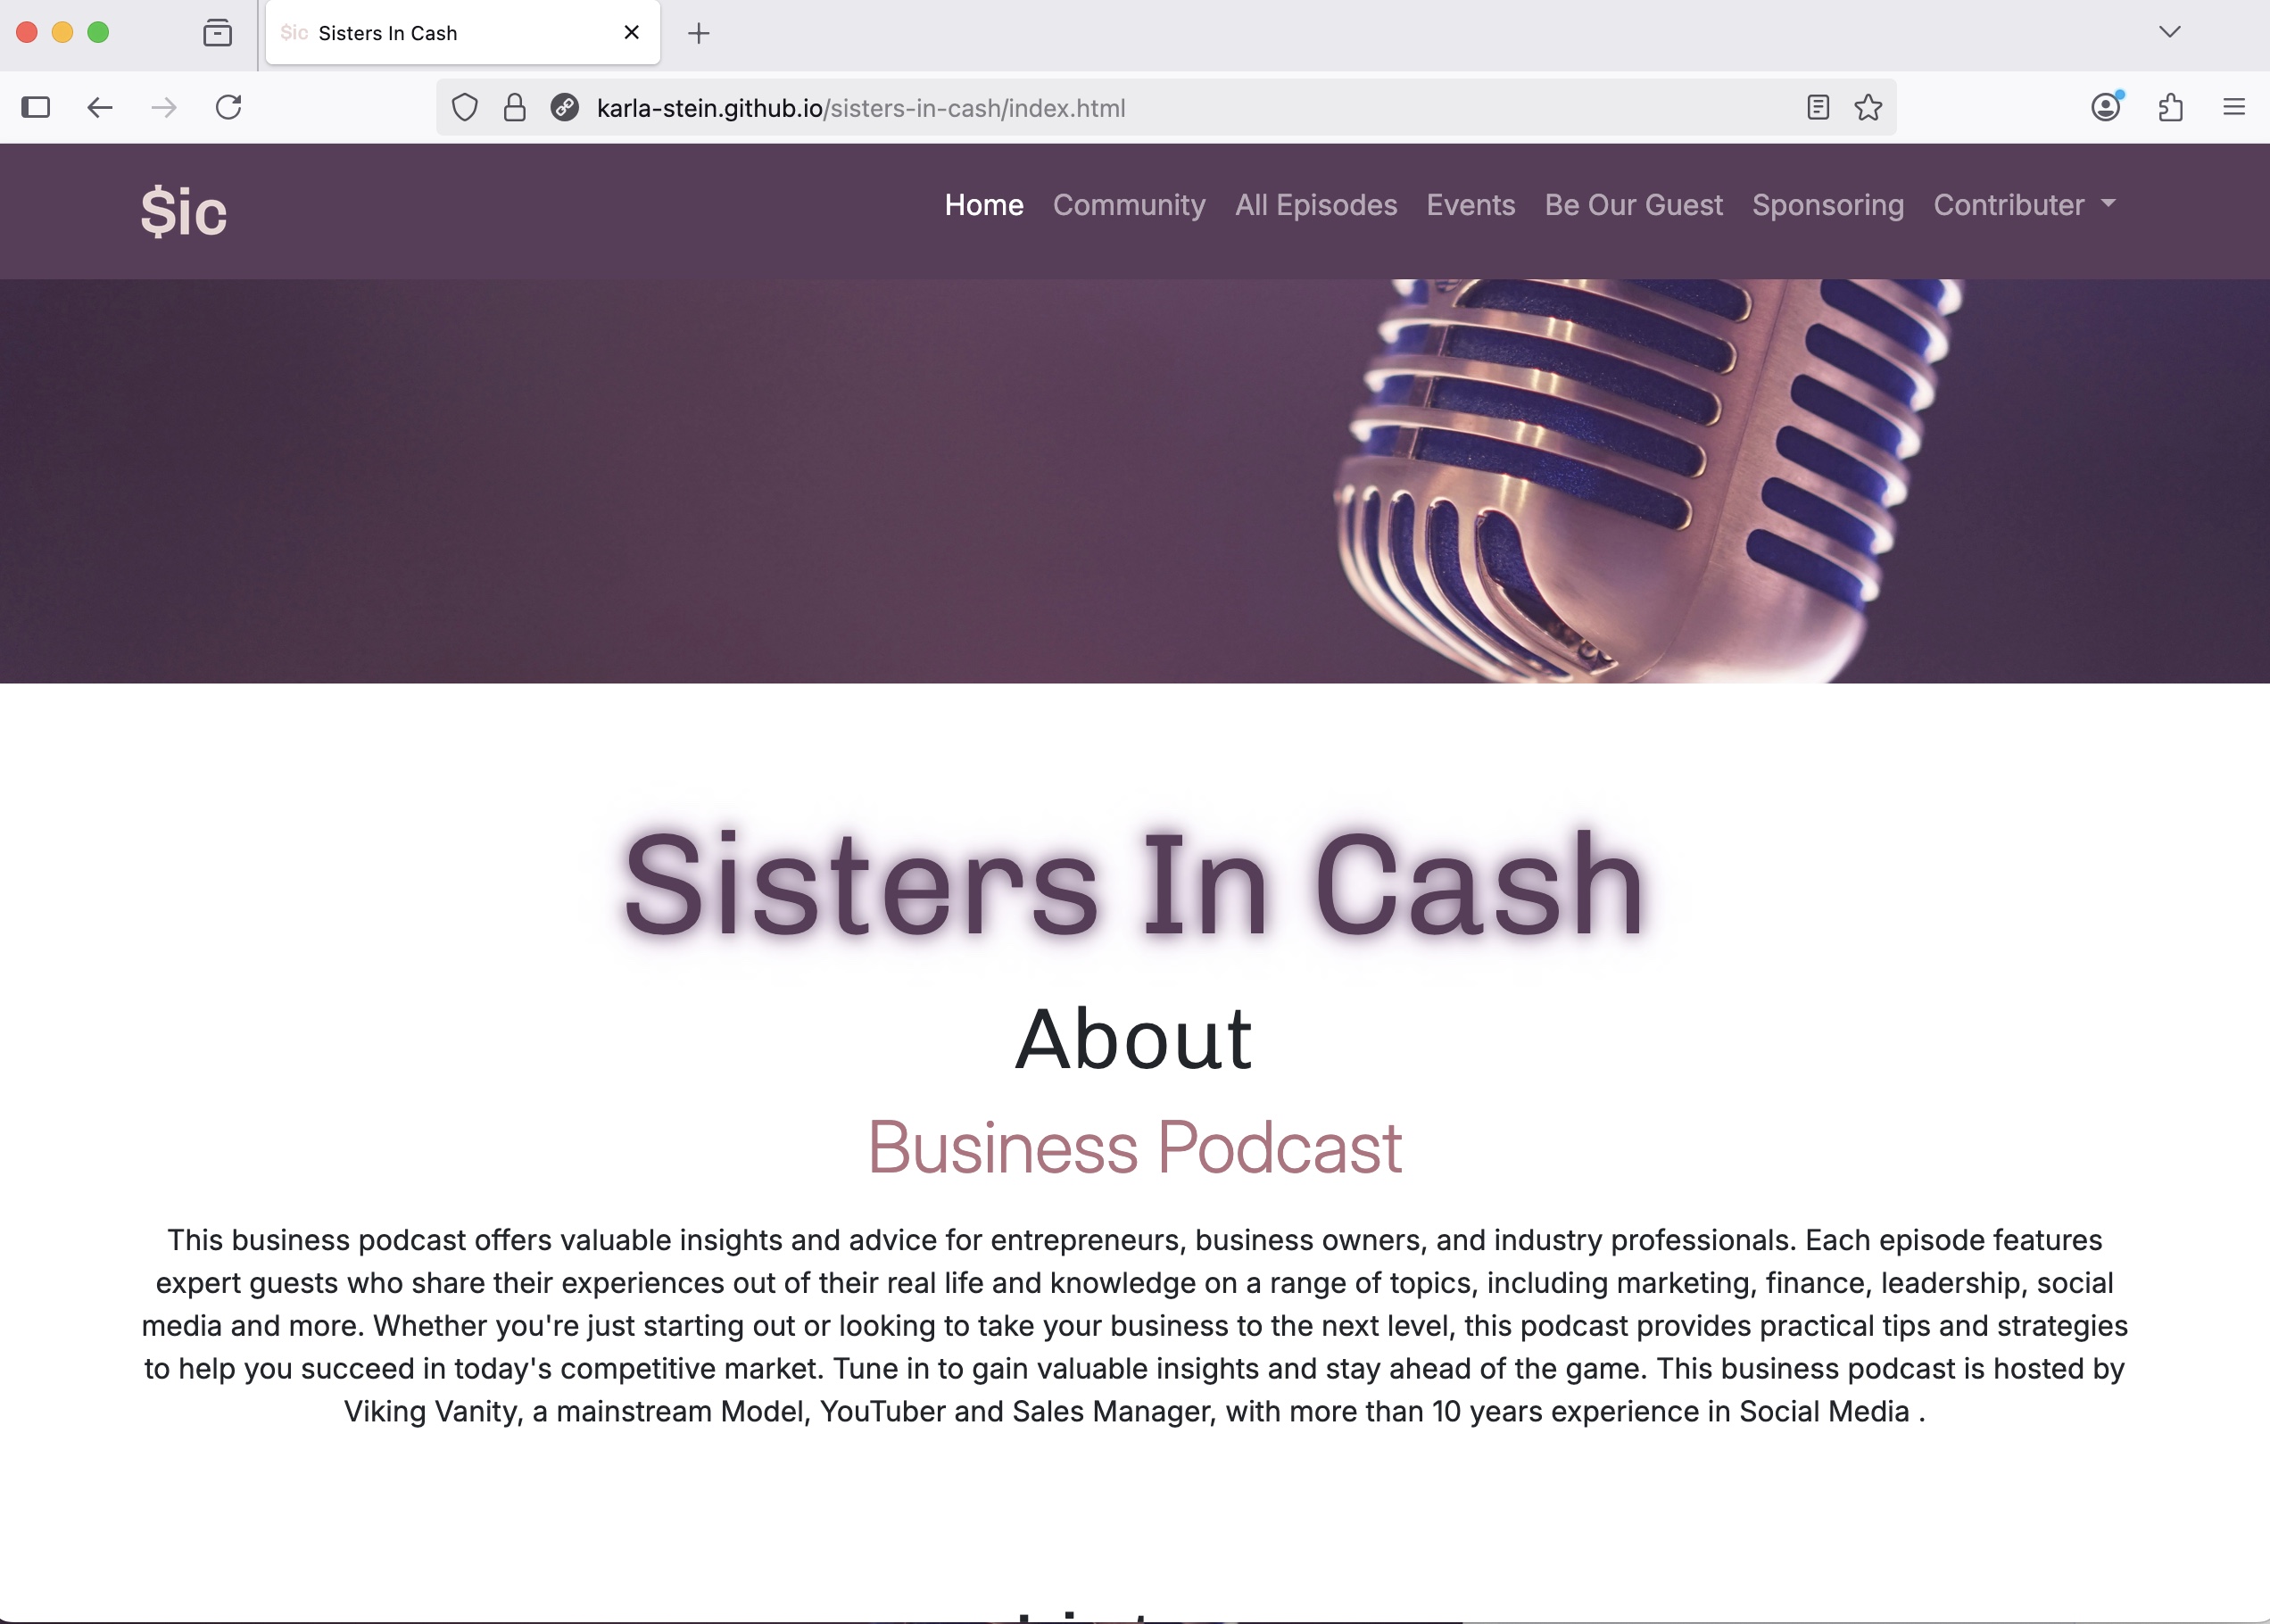 $ic Sisters In Cash
karla-stein.github.io/sisters-in-cash/index.html
$ic
Home Community All Episodes Events Be Our Guest Sponsoring Contributer
Sisters In Cash
About
Business Podcast
This business podcast offers valuable insights and advice for entrepreneurs, business owners, and industry professionals. Each episode features
expert guests who share their experiences out of their real life and knowledge on a range of topics, including marketing, finance, leadership, social
media and more. Whether you're just starting out or looking to take your business to the next level, this podcast provides practical tips and strategies
to help you succeed in today's competitive market. Tune in to gain valuable insights and stay ahead of the game. This business podcast is hosted by
Viking Vanity, a mainstream Model, YouTuber and Sales Manager, with more than 10 years experience in Social Media .